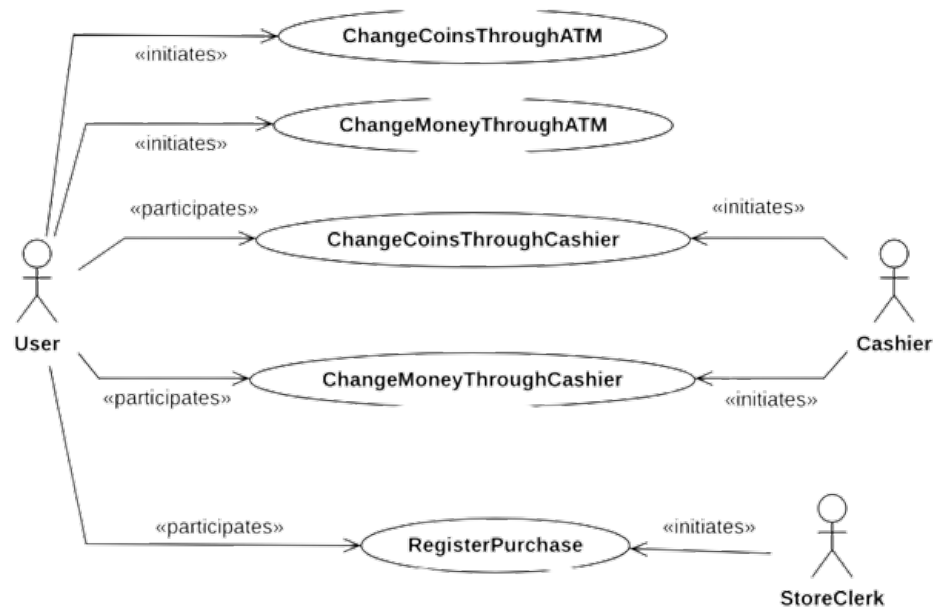 ChangeCoinsThroughATM
«initiates»
ChangeMoneyThroughATM
«initiates»
«participates»
«initiates»
ChangeCoinsThroughCashier
User
Cashier
ChangeMoneyThroughCashier
«participates»
«initiates»
«participates»
«initiates»
RegisterPurchase
StoreClerk